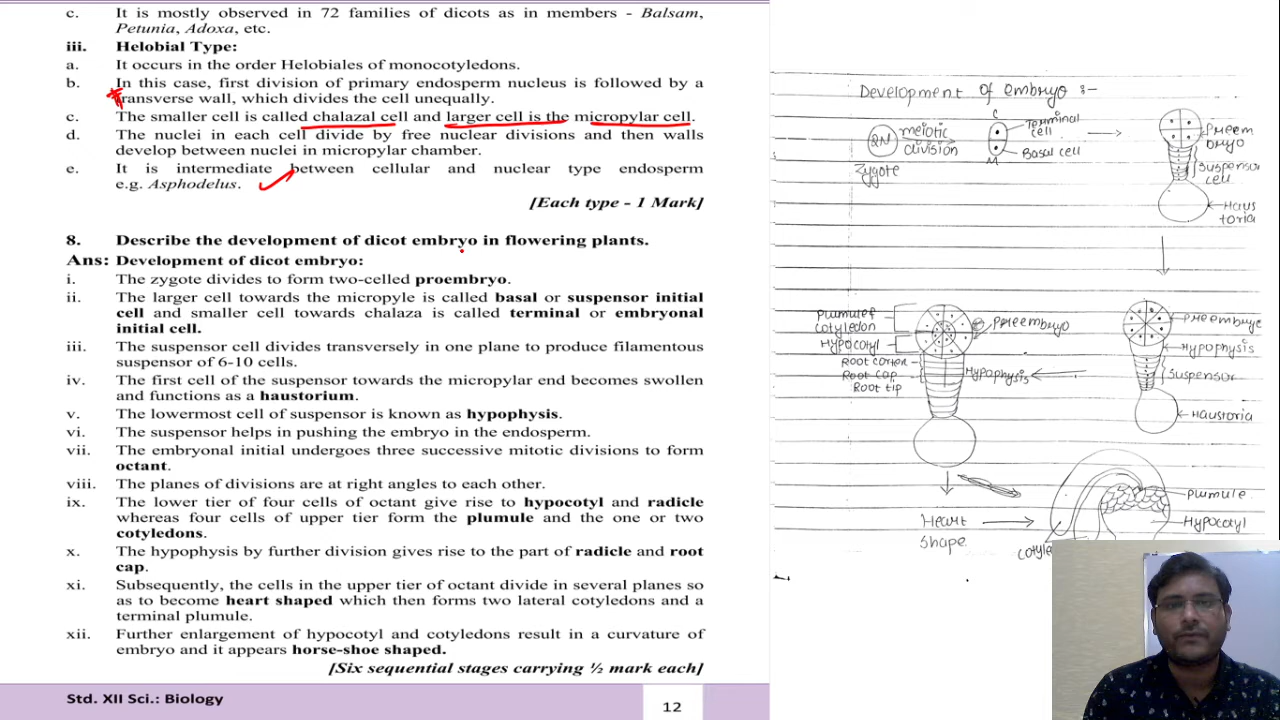 c. It is mostly observed in 72 families of dicots as in members - Balsam,
Petunia, Adoxa, etc.
iii. Helobial Type:
a. It occurs in the order Helobiales of monocotyledons.
b. In this case, first division of primary endosperm nucleus is followed by a
transverse wall, which divides the cell unequally.
c. The smaller cell is called chalazal cell and larger cell is the micropylar cell.
d. The nuclei in each cell divide by free nuclear divisions and then walls
develop between nuclei in micropylar chamber.
e. It is intermediate between cellular and nuclear type endosperm
e.g. Asphodelus.
[Each type - 1 Mark]
8. Describe the development of dicot embryo in flowering plants.
Ans: Development of dicot embryo:
i. The zygote divides to form two-celled proembryo.
ii. The larger cell towards the micropyle is called basal or suspensor initial
cell and smaller cell towards chalaza is called terminal or embryonal
initial cell.
iii. The suspensor cell divides transversely in one plane to produce filamentous
suspensor of 6-10 cells.
iv. The first cell of the suspensor towards the micropylar end becomes swollen
and functions as a haustorium.
v. The lowermost cell of suspensor is known as hypophysis.
vi. The suspensor helps in pushing the embryo in the endosperm.
vii. The embryonal initial undergoes three successive mitotic divisions to form
octant.
viii. The planes of divisions are at right angles to each other.
ix. The lower tier of four cells of octant give rise to hypocotyl and radicle
whereas four cells of upper tier form the plumule and the one or two
cotyledons.
x. The hypophysis by further division gives rise to the part of radicle and root
cap.
xi. Subsequently, the cells in the upper tier of octant divide in several planes so
as to become heart shaped which then forms two lateral cotyledons and a
terminal plumule.
xii. Further enlargement of hypocotyl and cotyledons result in a curvature of
embryo and it appears horse-shoe shaped.
[Six sequential stages carrying ½ mark each]
Std. XII Sci.: Biology
12
Development of embryo :-
2N
Zygote
meiotic
division
C
M
Terminal
cell
Basal cell
Preem
bryo
Suspensor
cell
Haus
toria
Plumule &
cotyledon
Hypocotyl
Root cortex
Root cap
Root tip
Preembryo
Hypophysis
Preembryo
Hypophysis
Suspensor
Haustoria
Heart
shape
Plumule
Hypocotyl